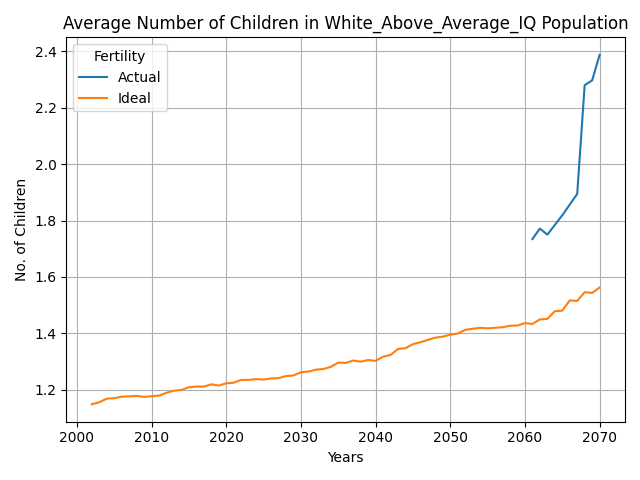 Average Number of Children in White_Above_Average_IQ Population
Fertility
Actual
Ideal
No. of Children
2.4
2.2
2.0
1.8
1.6
1.4
1.2
2000 2010 2020 2030 2040 2050 2060 2070
Years